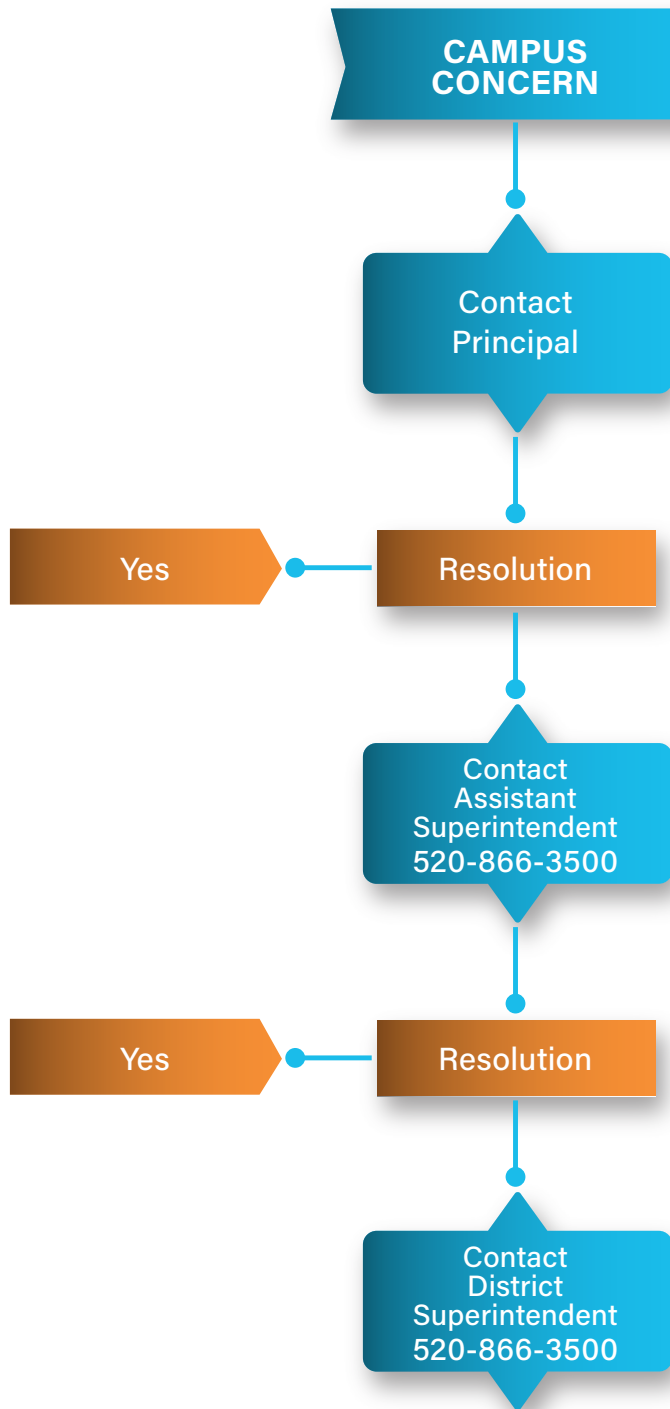 CAMPUS
CONCERN
Contact
Principal
Yes
Resolution
Contact
Assistant
Superintendent
520-866-3500
Yes
Resolution
Contact
District
Superintendent
520-866-3500